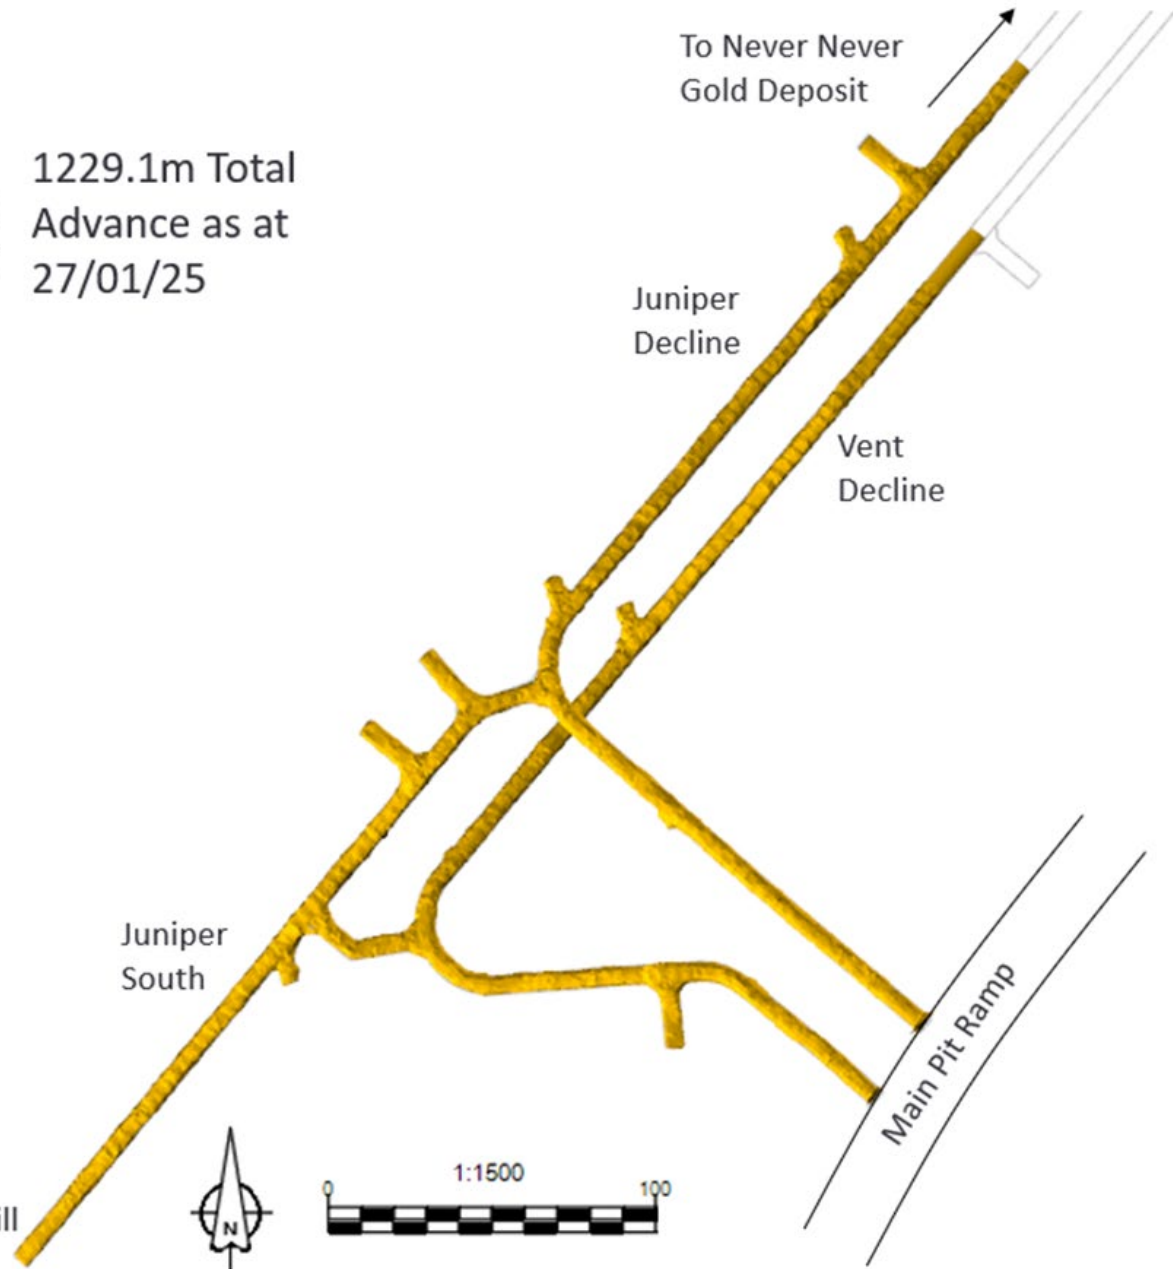 To Never Never
Gold Deposit
1229.1m Total
Advance as at
27/01/25
Juniper
Decline
Vent
Decline
Juniper
South
Main Pit Ramp
1:1500
0 100
N